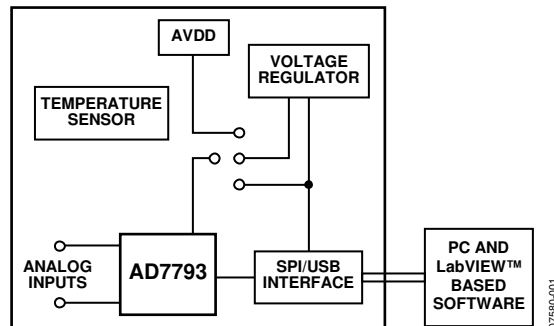 AVDD
VOLTAGE
REGULATOR
TEMPERATURE
SENSOR
ANALOG
INPUTS
AD7793
SPI/USB
INTERFACE
PC AND
LabVIEW™
BASED
SOFTWARE
07580-001